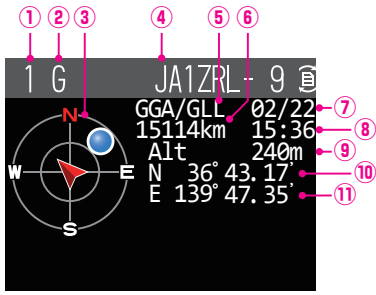 ① ② ③ ④ ⑤ ⑥
1 G JA1ZRL- 9
GGA/GLL 02/22 ⑦
15114km 15:36 ⑧
Alt 240m ⑨
N 36° 43.17' ⑩
E 139° 47.35' ⑪
N
W E
S